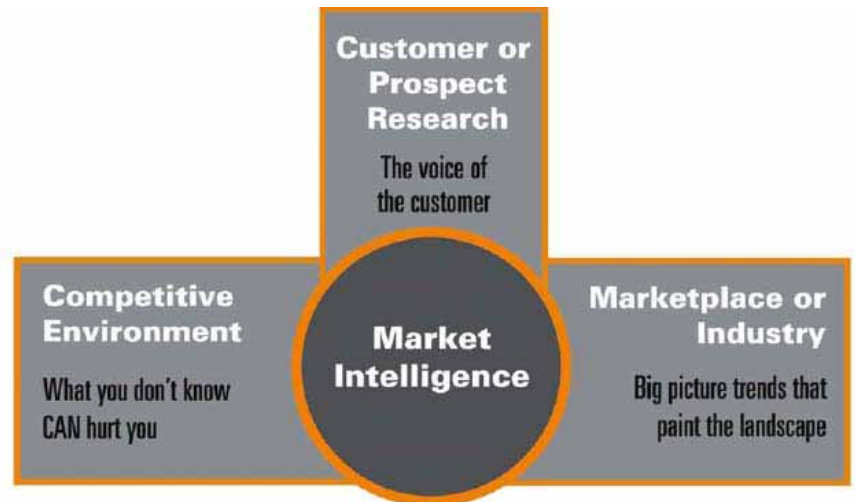 Customer or
Prospect
Research
The voice of
the customer
Competitive
Environment
What you don't know
CAN hurt you
Market
Intelligence
Marketplace or
Industry
Big picture trends that
paint the landscape